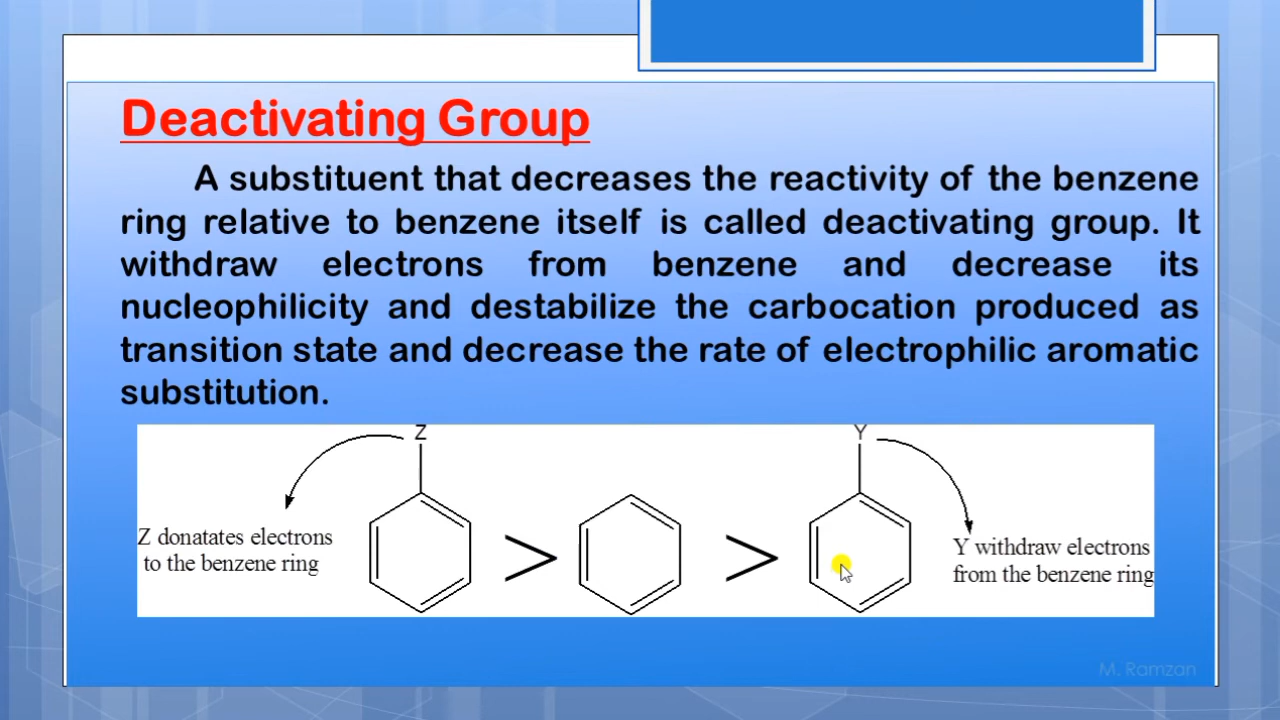 Deactivating Group
A substituent that decreases the reactivity of the benzene
ring relative to benzene itself is called deactivating group. It
withdraw electrons from benzene and decrease its
nucleophilicity and destabilize the carbocation produced as
transition state and decrease the rate of electrophilic aromatic
substitution.
Z
Y
Z donatates electrons
to the benzene ring
>
>
Y withdraw electrons
from the benzene ring
M. Ramzan